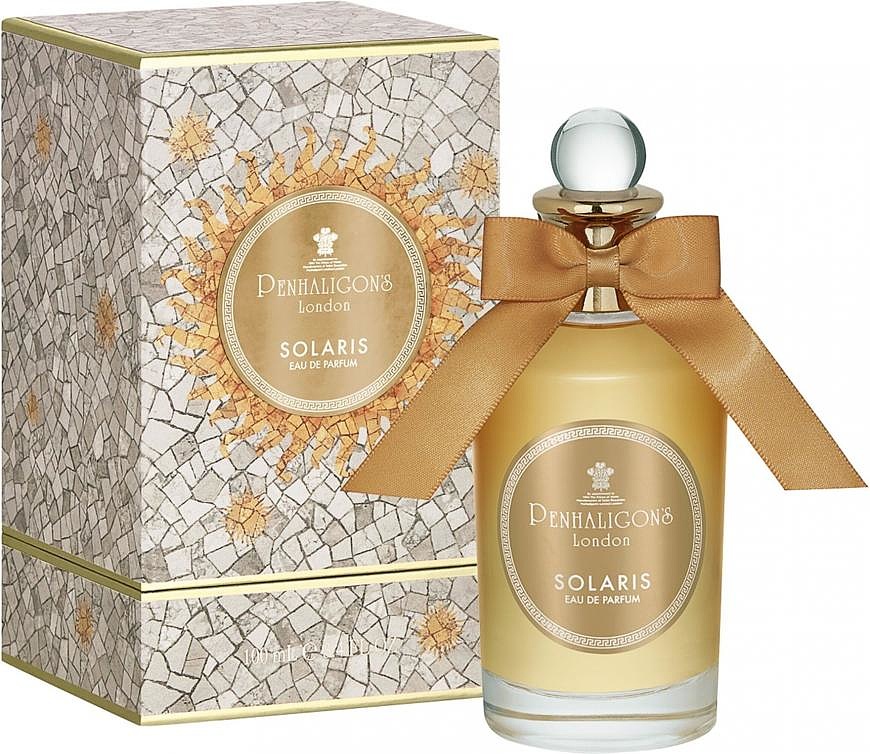 PENHALIGON'S
London
SOLARIS
EAU DE PARFUM
100 mL ℮
PENHALIGON'S
London
SOLARIS
EAU DE PARFUM